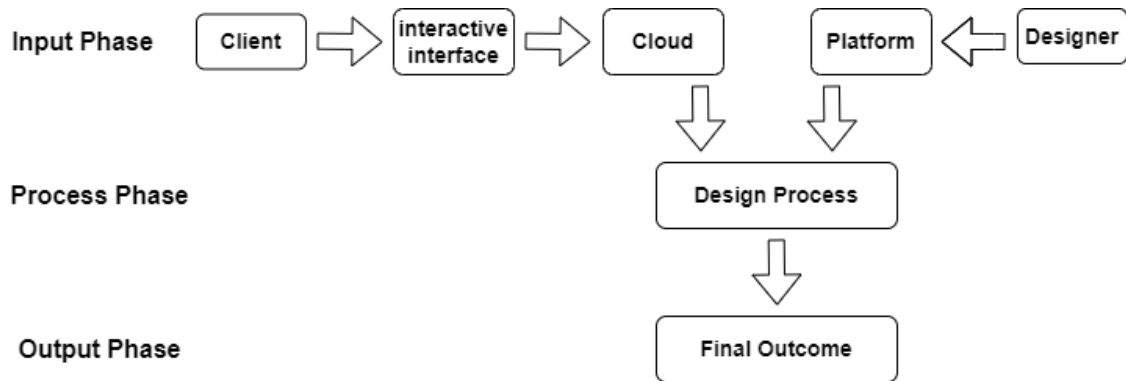 Input Phase
Client
interactive
interface
Cloud
Platform
Designer
Process Phase
Design Process
Output Phase
Final Outcome